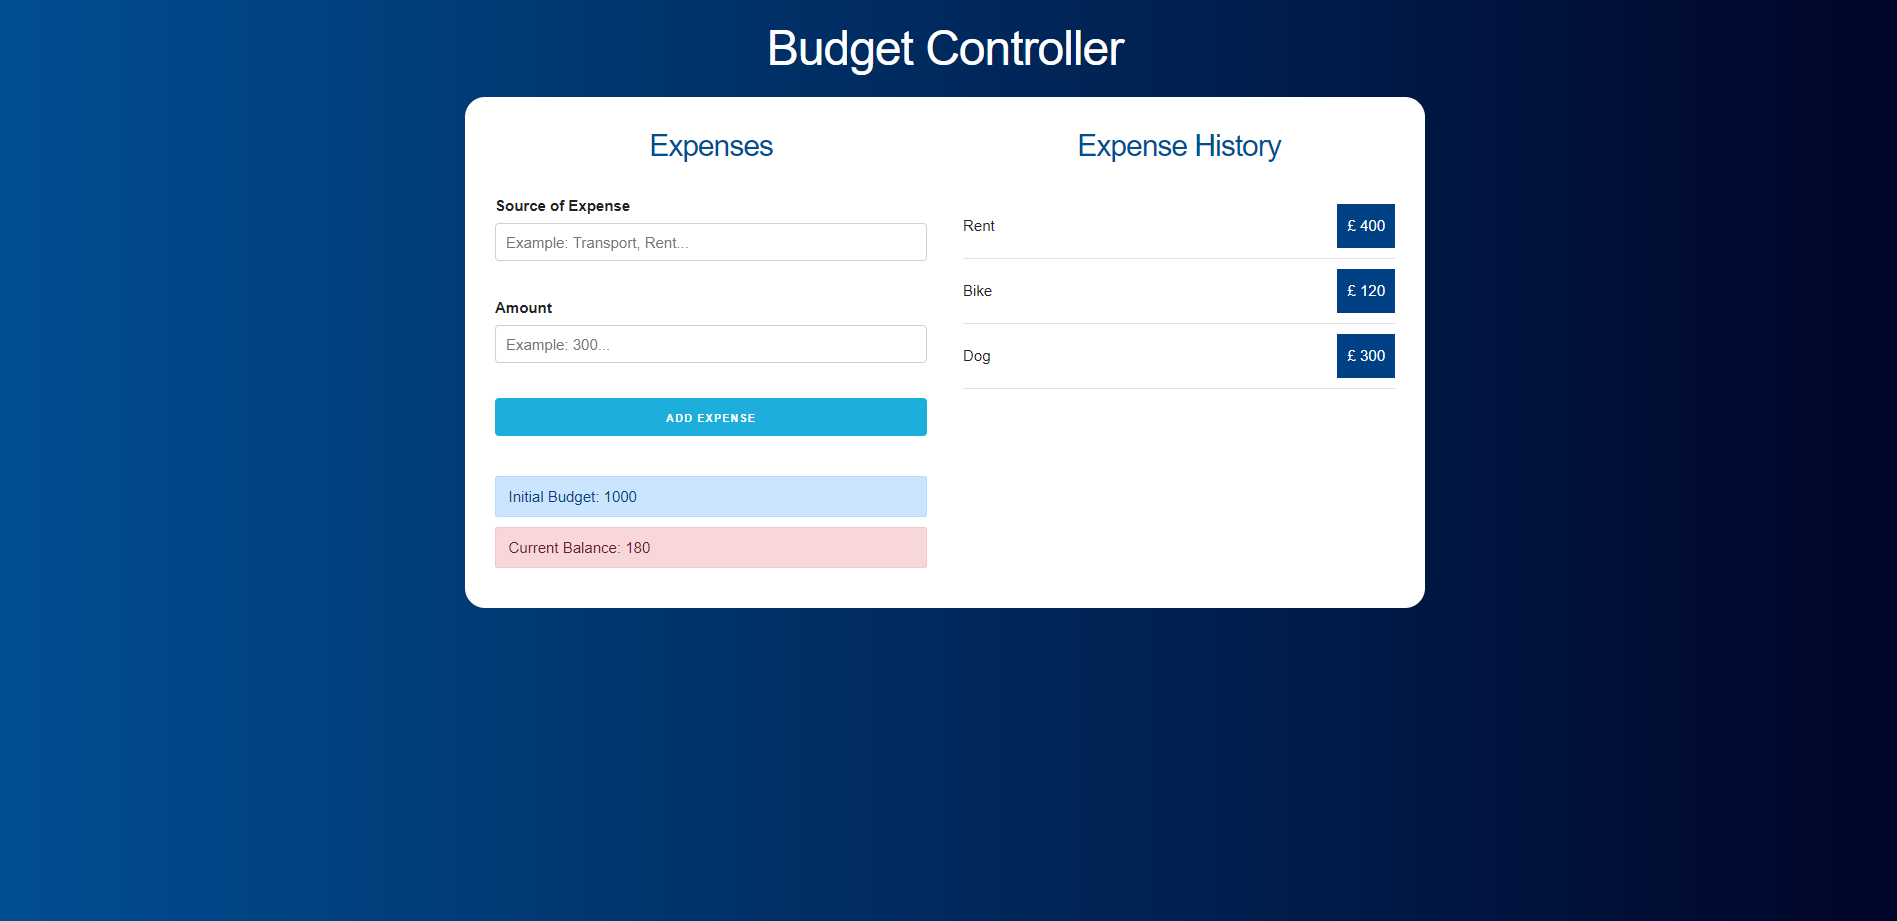 Budget Controller
Expenses
Source of Expense
Example: Transport, Rent...
Amount
Example: 300...
ADD EXPENSE
Initial Budget: 1000
Current Balance: 180
Expense History
Rent £ 400
Bike £ 120
Dog £ 300